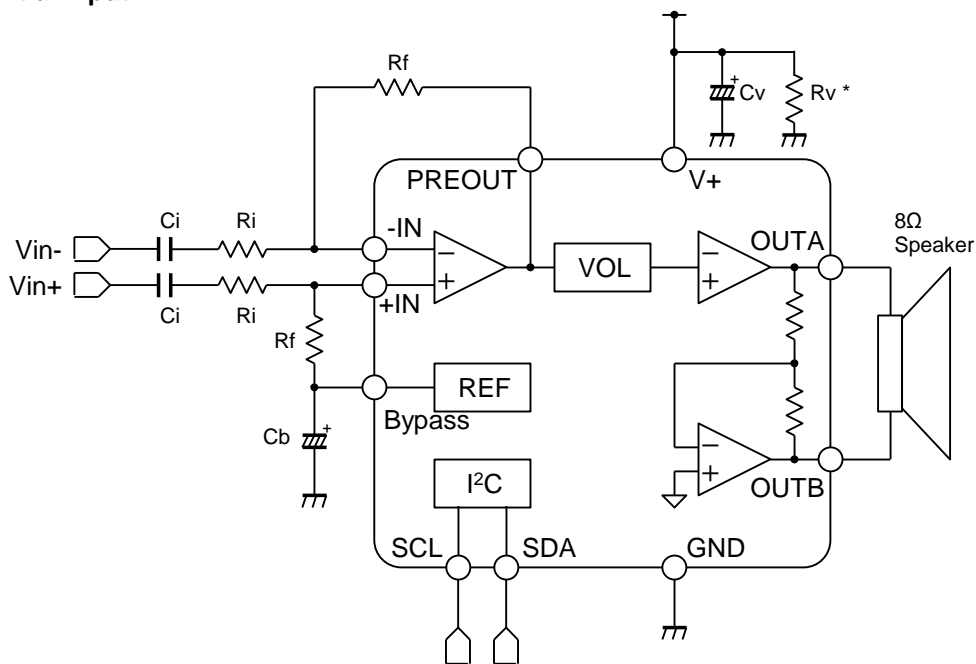 Rf
Cv
Rv *
PREOUT
V+
8Ω
Speaker
Ci
Ri
-IN
OUTA
Vin-
VOL
Vin+
+IN
Ci
Ri
Rf
REF
Bypass
Cb
I²C
OUTB
SCL
SDA
GND